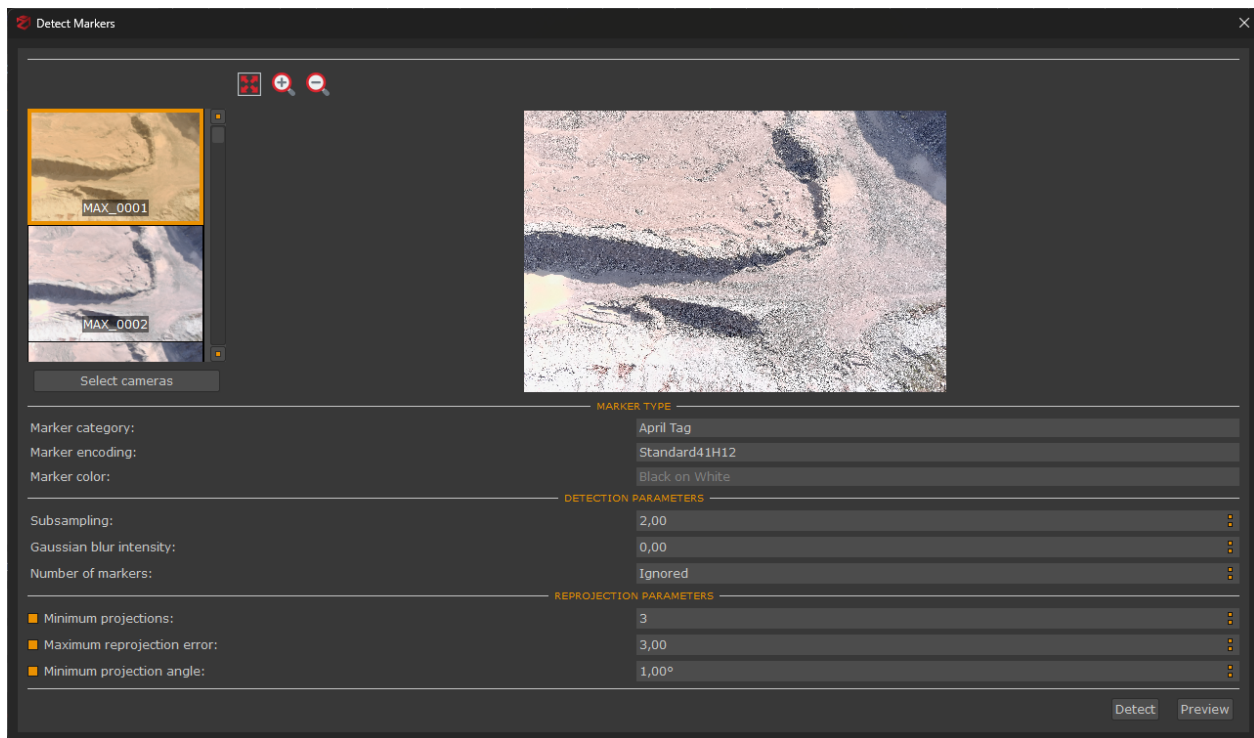 Detect Markers
MAX_0001
MAX_0002
Select cameras
MARKER TYPE
Marker category: April Tag
Marker encoding: Standard41H12
Marker color: Black on White
DETECTION PARAMETERS
Subsampling: 2,00
Gaussian blur intensity: 0,00
Number of markers: Ignored
REPROJECTION PARAMETERS
Minimum projections: 3
Maximum reprojection error: 3,00
Minimum projection angle: 1,00º
Detect Preview